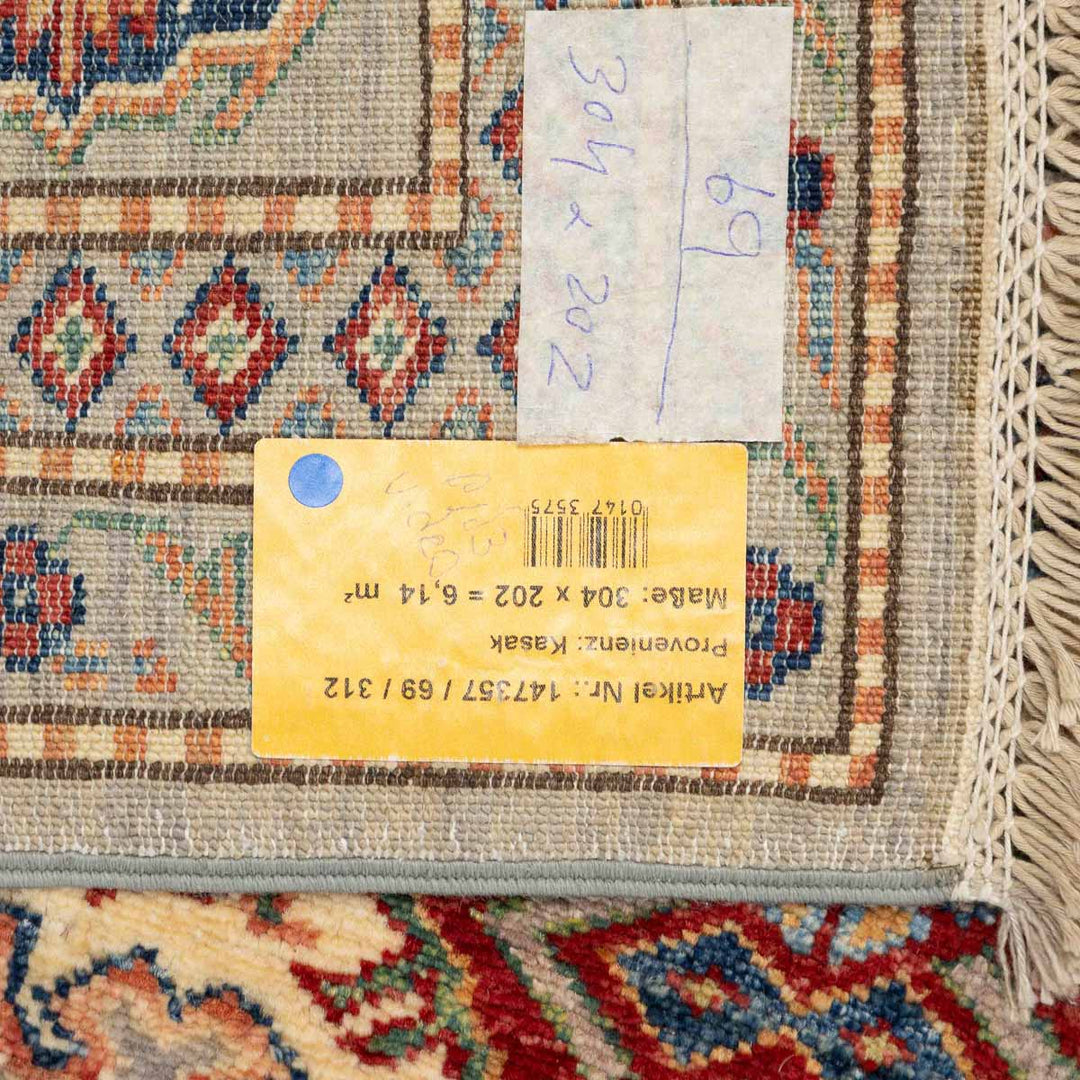 69
304 x 202
Artikel Nr.: 147357 / 69 / 312
Provenienz: Kasak
Maße: 304 x 202 = 6,14 m²
0147 3575